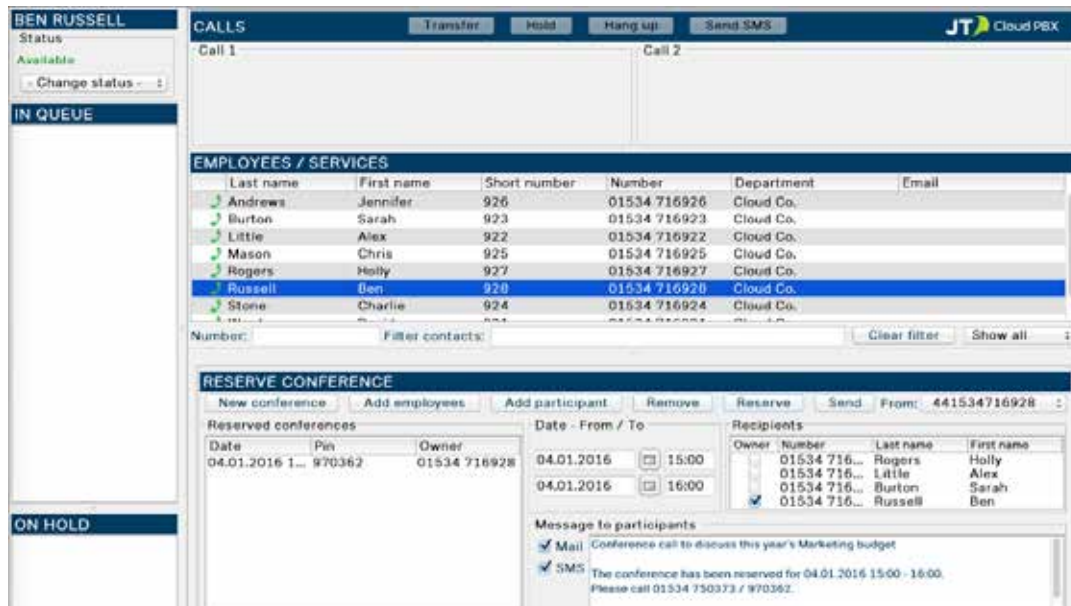 BEN RUSSELL
Status
Available
- Change status -
IN QUEUE
ON HOLD
CALLS Transfer Hold Hang up Send SMS JT Cloud PBX
Call 1 Call 2
EMPLOYEES / SERVICES
Last name First name Short number Number Department Email
Andrews Jennifer 926 01534 716926 Cloud Co.
Burton Sarah 923 01534 716923 Cloud Co.
Little Alex 922 01534 716922 Cloud Co.
Mason Chris 925 01534 716925 Cloud Co.
Rogers Holly 927 01534 716927 Cloud Co.
Russell Ben 928 01534 716928 Cloud Co.
Stone Charlie 924 01534 716924 Cloud Co.
Number: Filter contacts: Clear filter Show all
RESERVE CONFERENCE
New conference Add employees Add participant Remove Reserve Send From: 441534716928
Reserved conferences
Date Pin Owner
04.01.2016 1... 970362 01534 716928
Date - From / To
04.01.2016 15:00
04.01.2016 16:00
Recipients
Owner Number Last name First name
01534 716... Rogers Holly
01534 716... Little Alex
01534 716... Burton Sarah
01534 716... Russell Ben
Message to participants
Mail
SMS
Conference call to discuss this year's Marketing budget
The conference has been reserved for 04.01.2016 15:00 - 16:00.
Please call 01534 750373 / 970362.